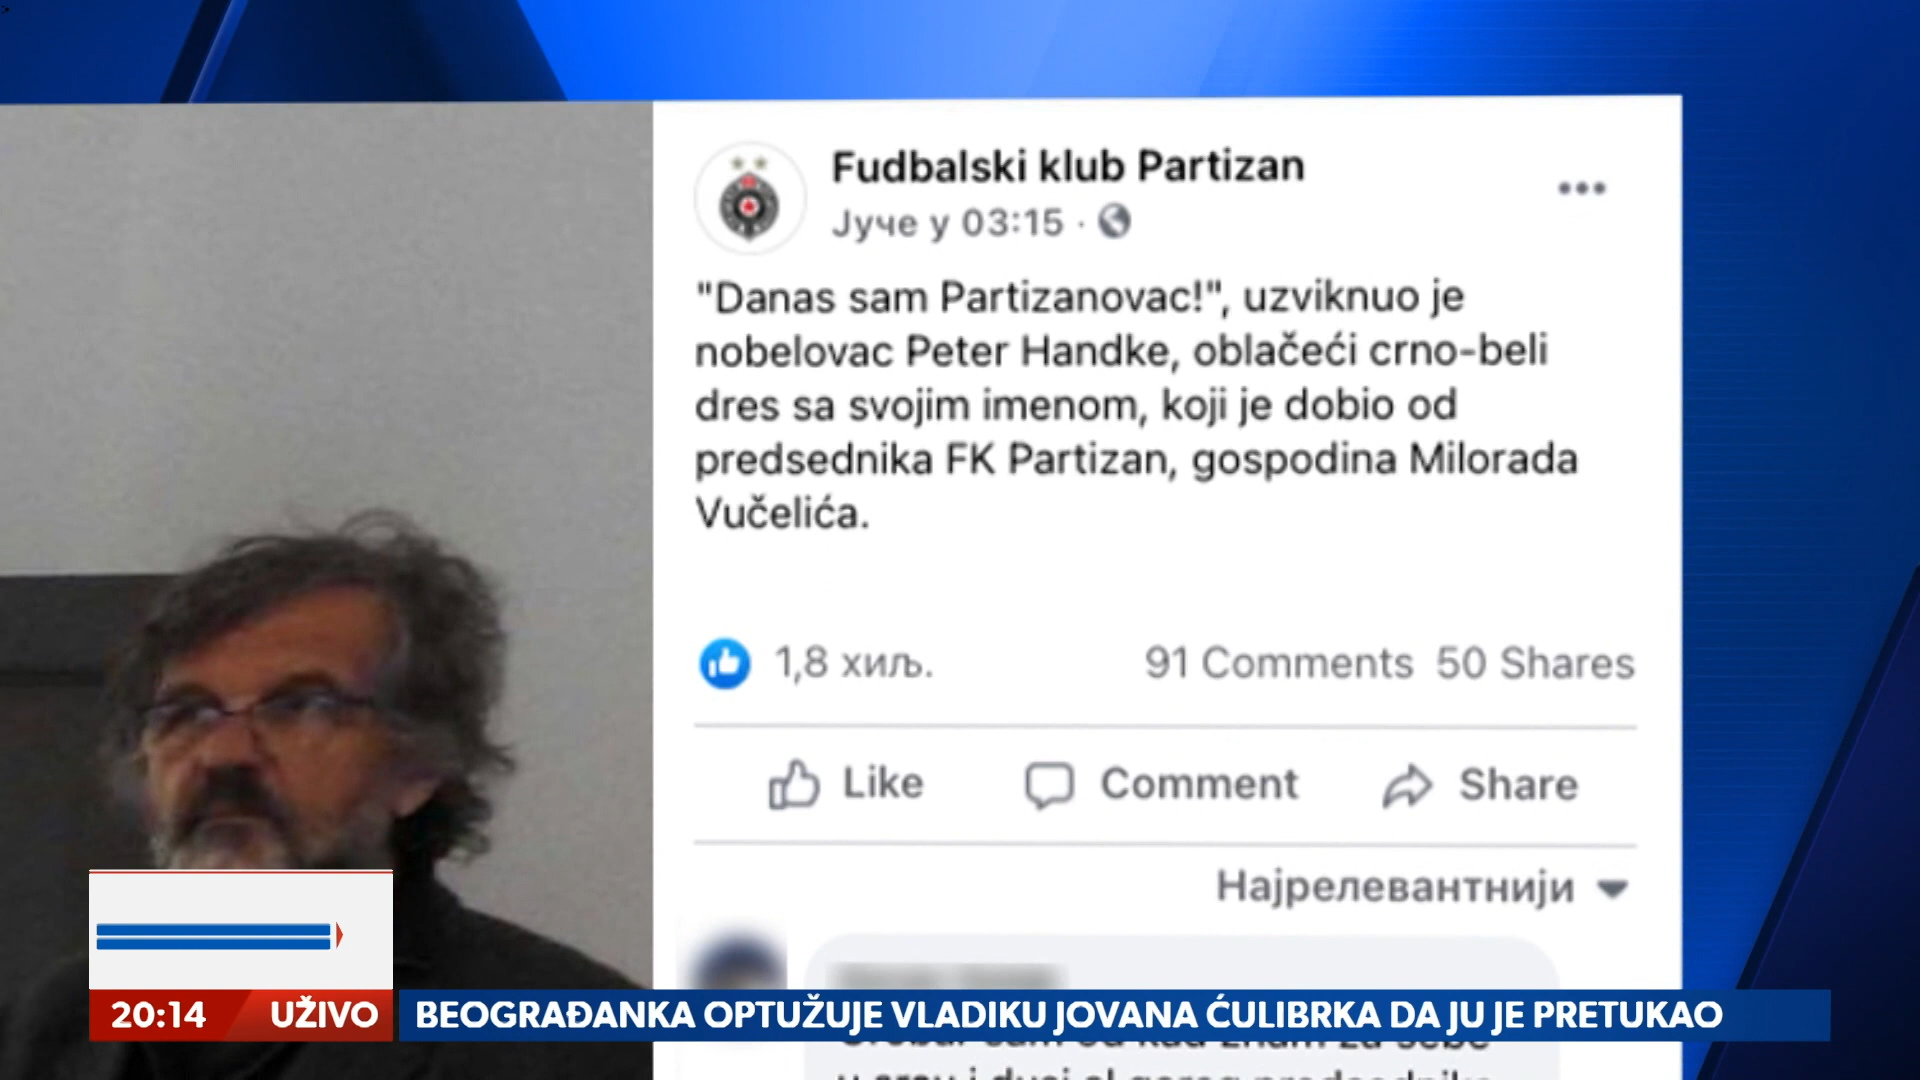 Fudbalski klub Partizan
Јуче у 03:15 ·
"Danas sam Partizanovac!", uzviknuo je
nobelovac Peter Handke, oblačeći crno-beli
dres sa svojim imenom, koji je dobio od
predsednika FK Partizan, gospodina Milorada
Vučelića.
1,8 хиљ. 91 Comments 50 Shares
Like Comment Share
Најрелевантнији
20:14 UŽIVO BEOGRAĐANKA OPTUŽUJE VLADIKU JOVANA ĆULIBRKA DA JU JE PRETUKAO